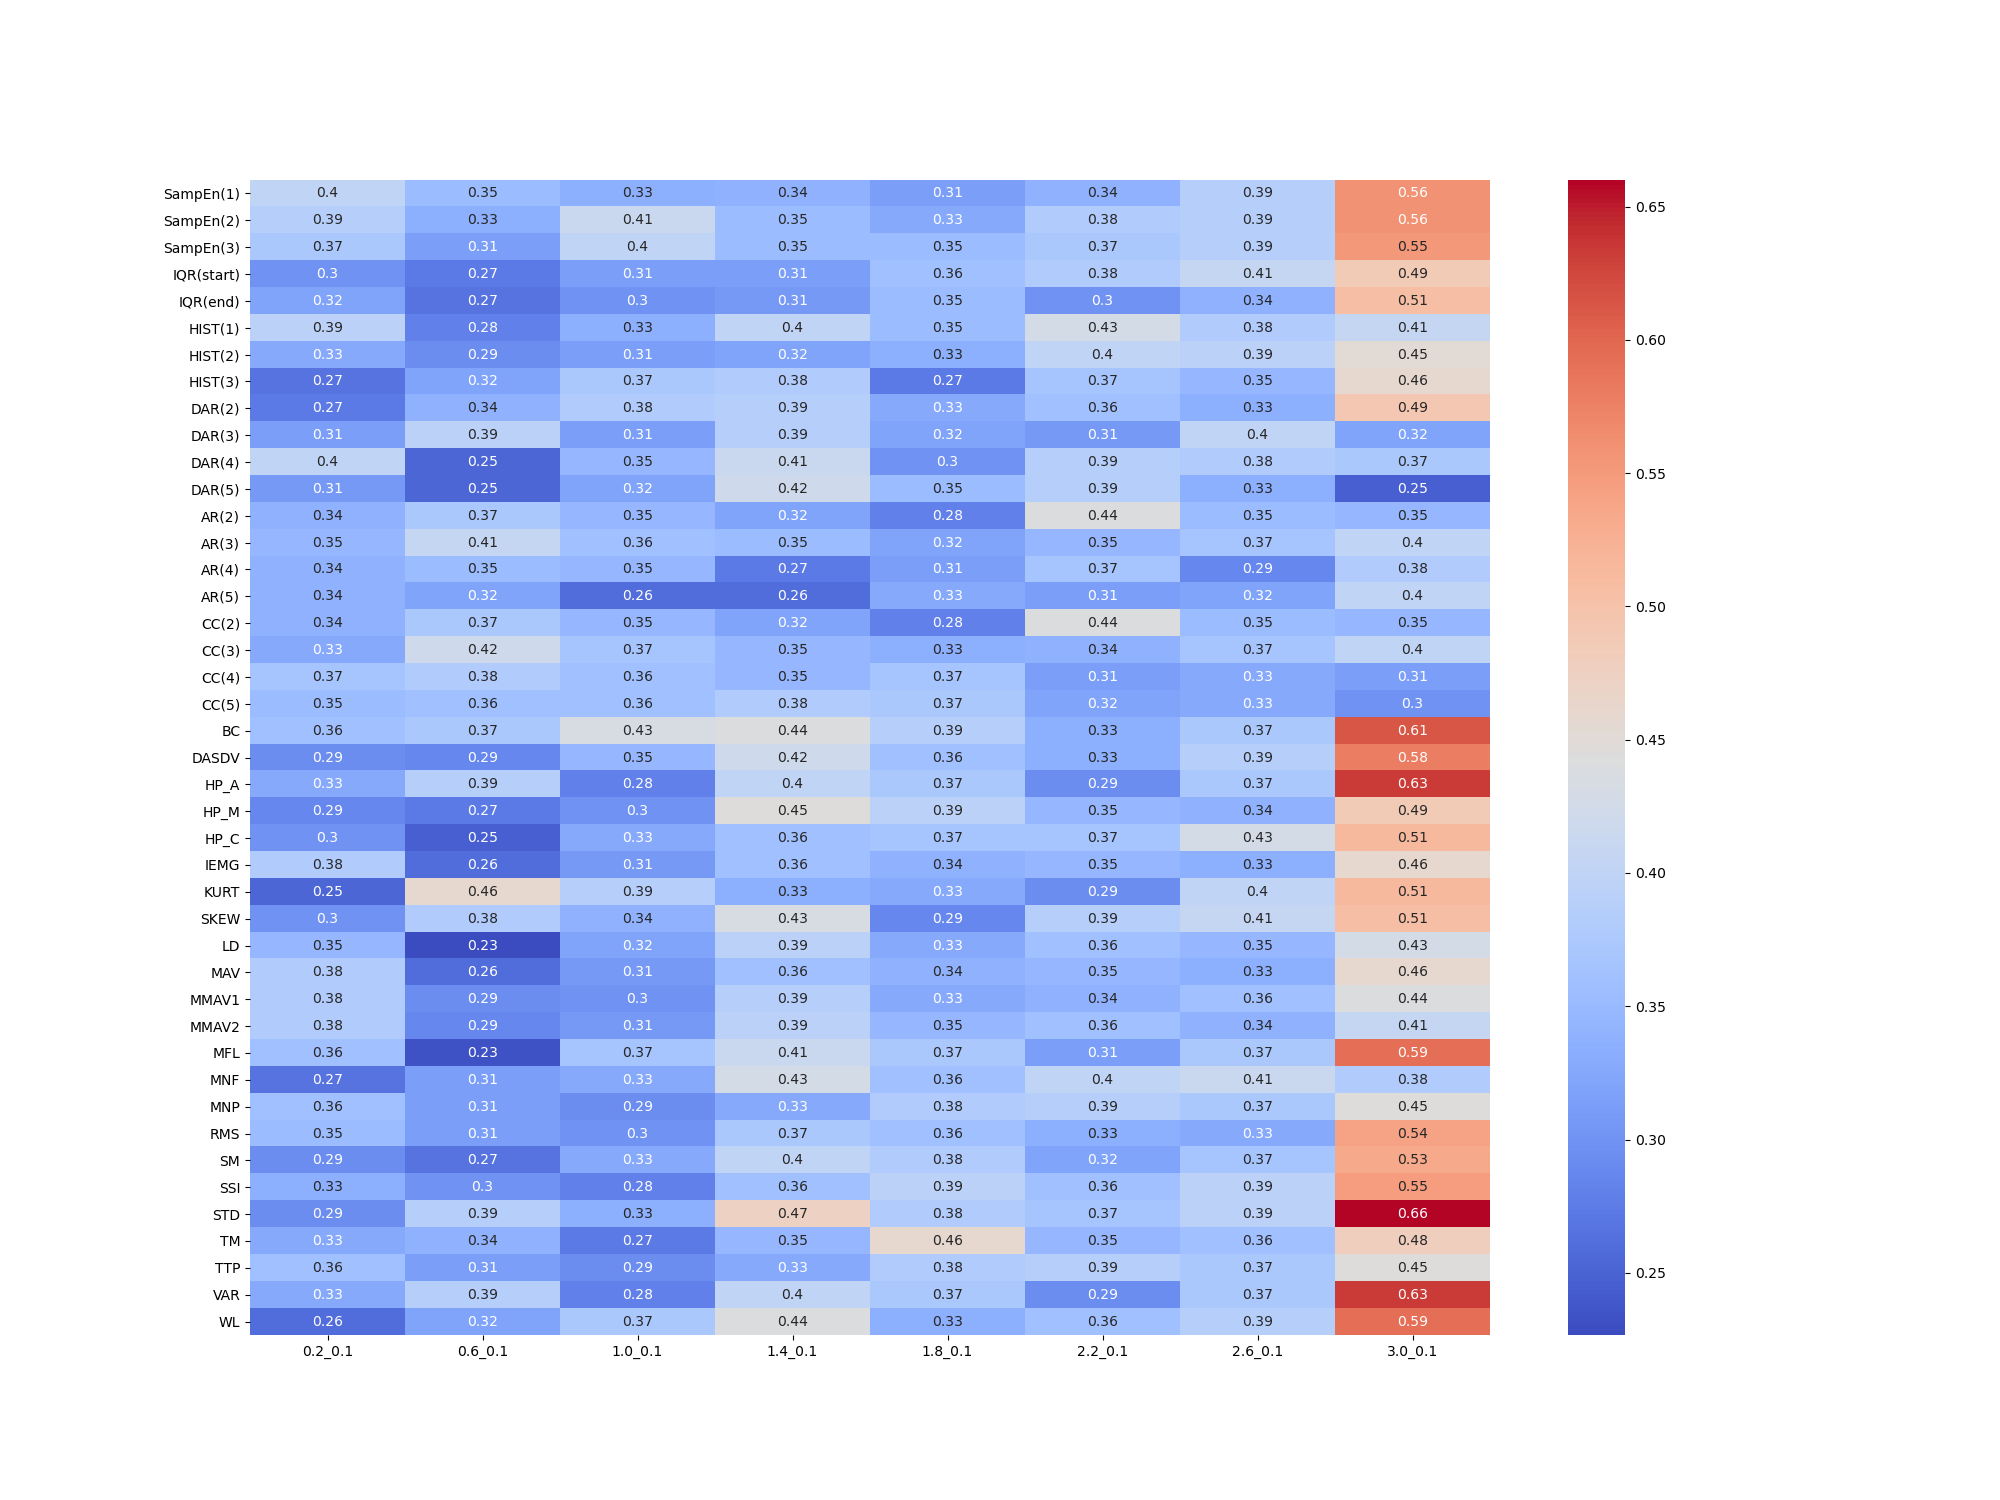 SampEn(1) 0.4 0.35 0.33 0.34 0.31 0.34 0.39 0.56
SampEn(2) 0.39 0.33 0.41 0.35 0.33 0.38 0.39 0.56
SampEn(3) 0.37 0.31 0.4 0.35 0.35 0.37 0.39 0.55
IQR(start) 0.3 0.27 0.31 0.31 0.36 0.38 0.41 0.49
IQR(end) 0.32 0.27 0.3 0.31 0.35 0.3 0.34 0.51
HIST(1) 0.39 0.28 0.33 0.4 0.35 0.43 0.38 0.41
HIST(2) 0.33 0.29 0.31 0.32 0.33 0.4 0.39 0.45
HIST(3) 0.27 0.32 0.37 0.38 0.27 0.37 0.35 0.46
DAR(2) 0.27 0.34 0.38 0.39 0.33 0.36 0.33 0.49
DAR(3) 0.31 0.39 0.31 0.39 0.32 0.31 0.4 0.32
DAR(4) 0.4 0.25 0.35 0.41 0.3 0.39 0.38 0.37
DAR(5) 0.31 0.25 0.32 0.42 0.35 0.39 0.33 0.25
AR(2) 0.34 0.37 0.35 0.32 0.28 0.44 0.35 0.35
AR(3) 0.35 0.41 0.36 0.35 0.32 0.35 0.37 0.4
AR(4) 0.34 0.35 0.35 0.27 0.31 0.37 0.29 0.38
AR(5) 0.34 0.32 0.26 0.26 0.33 0.31 0.32 0.4
CC(2) 0.34 0.37 0.35 0.32 0.28 0.44 0.35 0.35
CC(3) 0.33 0.42 0.37 0.35 0.33 0.34 0.37 0.4
CC(4) 0.37 0.38 0.36 0.35 0.37 0.31 0.33 0.31
CC(5) 0.35 0.36 0.36 0.38 0.37 0.32 0.33 0.3
BC 0.36 0.37 0.43 0.44 0.39 0.33 0.37 0.61
DASDV 0.29 0.29 0.35 0.42 0.36 0.33 0.39 0.58
HP_A 0.33 0.39 0.28 0.4 0.37 0.29 0.37 0.63
HP_M 0.29 0.27 0.3 0.45 0.39 0.35 0.34 0.49
HP_C 0.3 0.25 0.33 0.36 0.37 0.37 0.43 0.51
IEMG 0.38 0.26 0.31 0.36 0.34 0.35 0.33 0.46
KURT 0.25 0.46 0.39 0.33 0.33 0.29 0.4 0.51
SKEW 0.3 0.38 0.34 0.43 0.29 0.39 0.41 0.51
LD 0.35 0.23 0.32 0.39 0.33 0.36 0.35 0.43
MAV 0.38 0.26 0.31 0.36 0.34 0.35 0.33 0.46
MMAV1 0.38 0.29 0.3 0.39 0.33 0.34 0.36 0.44
MMAV2 0.38 0.29 0.31 0.39 0.35 0.36 0.34 0.41
MFL 0.36 0.23 0.37 0.41 0.37 0.31 0.37 0.59
MNF 0.27 0.31 0.33 0.43 0.36 0.4 0.41 0.38
MNP 0.36 0.31 0.29 0.33 0.38 0.39 0.37 0.45
RMS 0.35 0.31 0.3 0.37 0.36 0.33 0.33 0.54
SM 0.29 0.27 0.33 0.4 0.38 0.32 0.37 0.53
SSI 0.33 0.3 0.28 0.36 0.39 0.36 0.39 0.55
STD 0.29 0.39 0.33 0.47 0.38 0.37 0.39 0.66
TM 0.33 0.34 0.27 0.35 0.46 0.35 0.36 0.48
TTP 0.36 0.31 0.29 0.33 0.38 0.39 0.37 0.45
VAR 0.33 0.39 0.28 0.4 0.37 0.29 0.37 0.63
WL 0.26 0.32 0.37 0.44 0.33 0.36 0.39 0.59
0.2_0.1 0.6_0.1 1.0_0.1 1.4_0.1 1.8_0.1 2.2_0.1 2.6_0.1 3.0_0.1
0.65
0.60
0.55
0.50
0.45
0.40
0.35
0.30
0.25